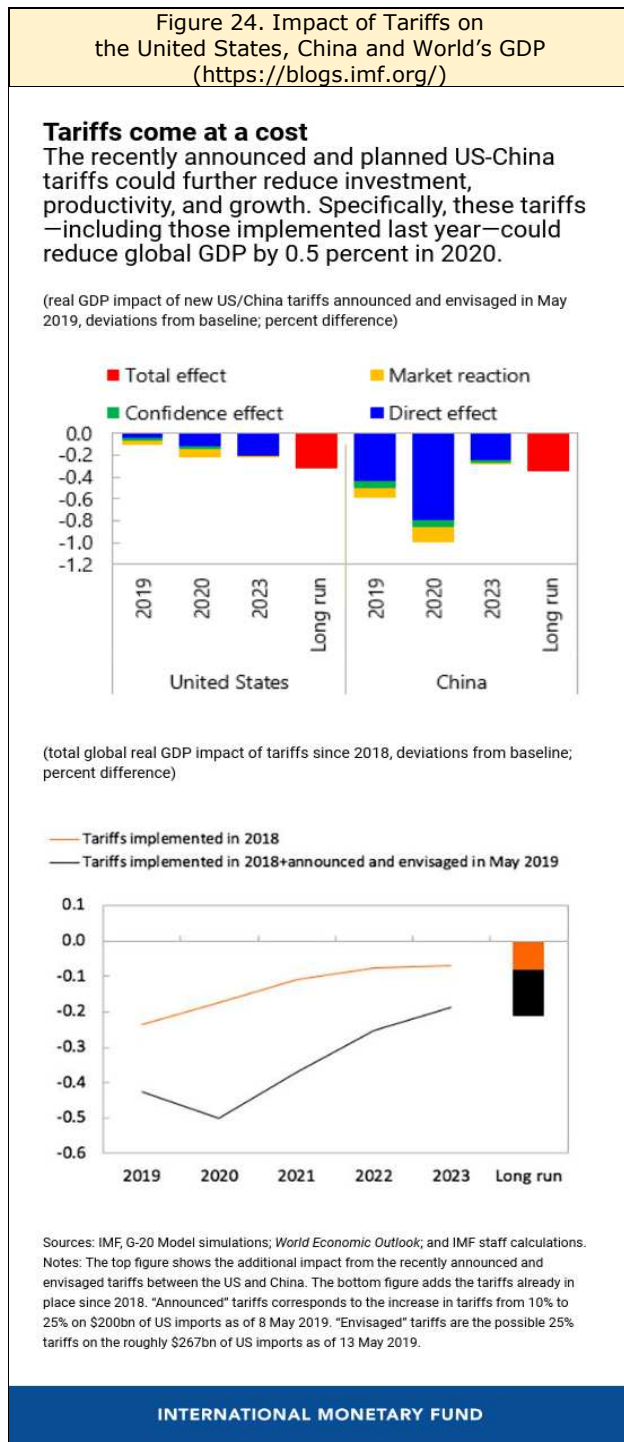 Figure 24. Impact of Tariffs on
the United States, China and World’s GDP
(https://blogs.imf.org/)
Tariffs come at a cost
The recently announced and planned US-China
tariffs could further reduce investment,
productivity, and growth. Specifically, these tariffs
—including those implemented last year—could
reduce global GDP by 0.5 percent in 2020.
(real GDP impact of new US/China tariffs announced and envisaged in May
2019, deviations from baseline; percent difference)
Total effect Market reaction
Confidence effect Direct effect
0.0
-0.2
-0.4
-0.6
-0.8
-1.0
-1.2
2019 2020 2023 Long run 2019 2020 2023 Long run
United States China
(total global real GDP impact of tariffs since 2018, deviations from baseline;
percent difference)
Tariffs implemented in 2018
Tariffs implemented in 2018+announced and envisaged in May 2019
0.1
0.0
-0.1
-0.2
-0.3
-0.4
-0.5
-0.6
2019 2020 2021 2022 2023 Long run
Sources: IMF, G-20 Model simulations; World Economic Outlook; and IMF staff calculations.
Notes: The top figure shows the additional impact from the recently announced and
envisaged tariffs between the US and China. The bottom figure adds the tariffs already in
place since 2018. “Announced” tariffs corresponds to the increase in tariffs from 10% to
25% on $200bn of US imports as of 8 May 2019. “Envisaged” tariffs are the possible 25%
tariffs on the roughly $267bn of US imports as of 13 May 2019.
INTERNATIONAL MONETARY FUND